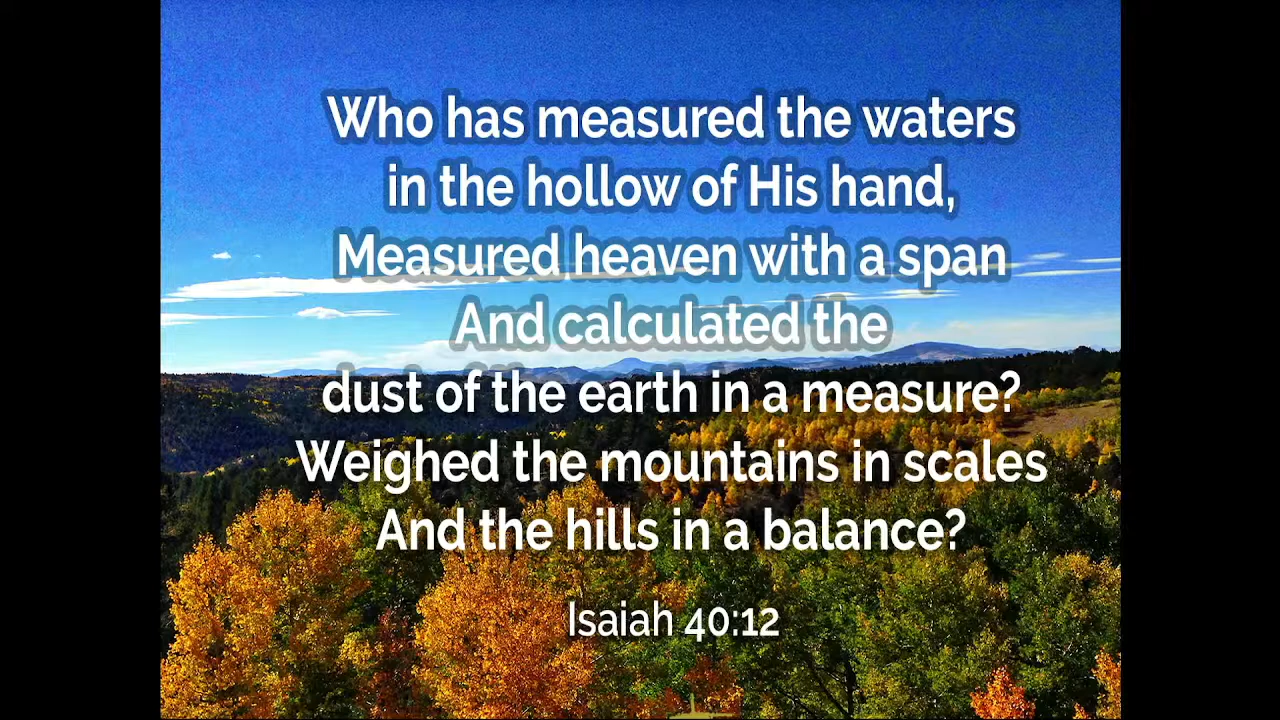 Who has measured the waters
in the hollow of His hand,
Measured heaven with a span
And calculated the
dust of the earth in a measure?
Weighed the mountains in scales
And the hills in a balance?
Isaiah 40:12